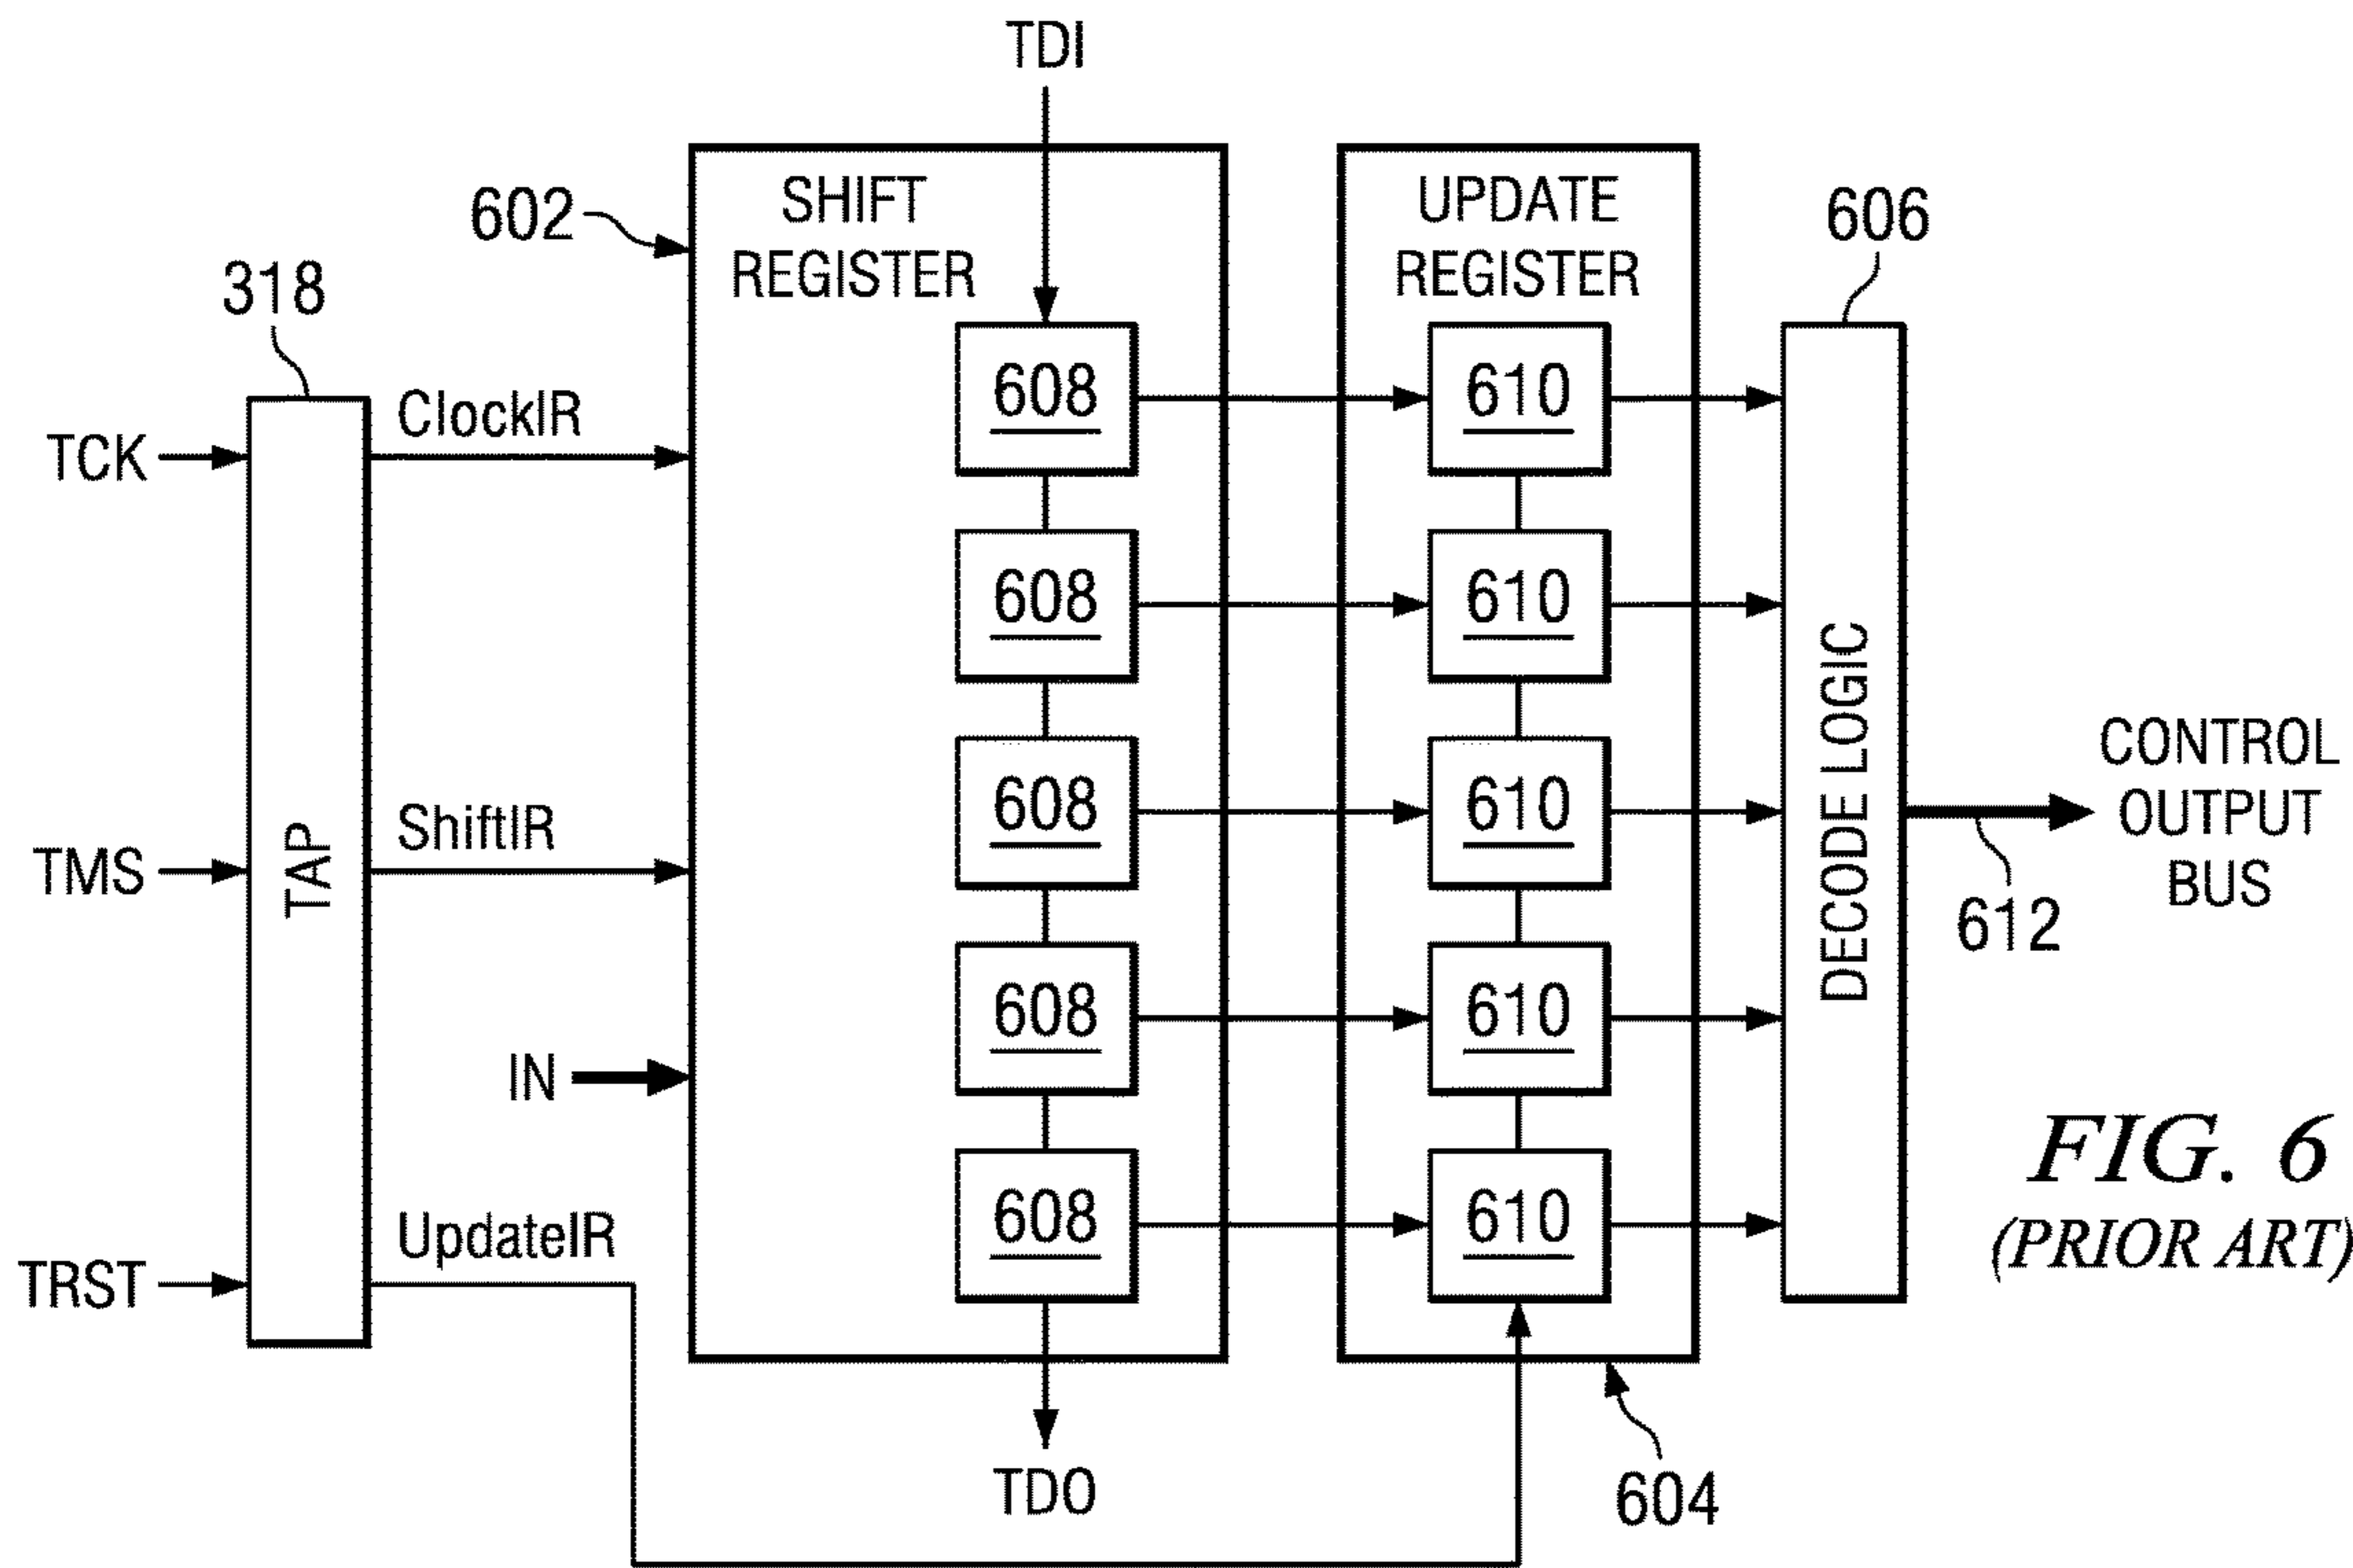 TDI
SHIFT
REGISTER
UPDATE
REGISTER
602
606
318
608
610
ClockIR
TCK
608
610
DECODE LOGIC
CONTROL
OUTPUT
BUS
608
610
TAP
ShiftIR
TMS
612
608
610
IN
FIG. 6
(PRIOR ART)
608
610
UpdateIR
TRST
TDO
604